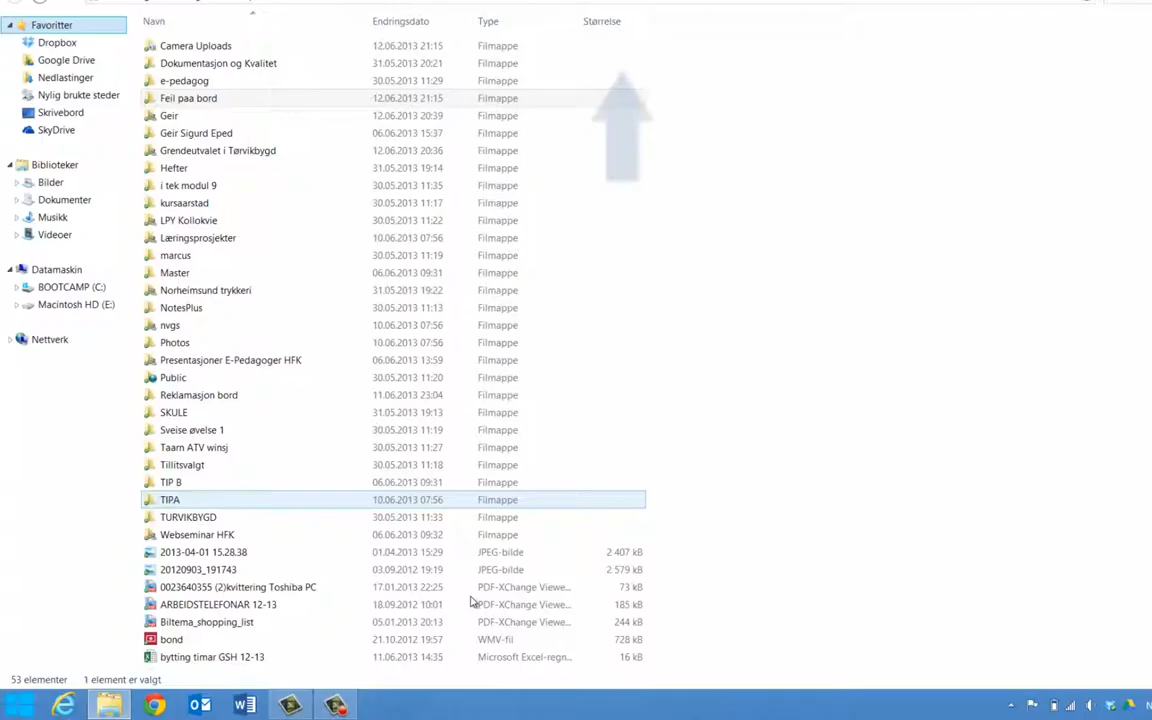 Navn Endringsdato Type Størrelse
Favoritter
Dropbox
Google Drive
Nedlastinger
Nylig brukte steder
Skrivebord
SkyDrive
Biblioteker
Bilder
Dokumenter
Musikk
Videoer
Datamaskin
BOOTCAMP (C:)
Macintosh HD (E:)
Nettverk
Camera Uploads 12.06.2013 21:15 Filmappe
Dokumentasjon og Kvalitet 31.05.2013 20:21 Filmappe
e-pedagog 30.05.2013 11:29 Filmappe
Feil paa bord 12.06.2013 21:15 Filmappe
Geir 12.06.2013 20:39 Filmappe
Geir Sigurd Eped 06.06.2013 15:37 Filmappe
Grendeutvalet i Tørvikbygd 12.06.2013 20:36 Filmappe
Hefter 31.05.2013 19:14 Filmappe
i tek modul 9 30.05.2013 11:35 Filmappe
kursaarstad 30.05.2013 11:17 Filmappe
LPY Kollokvie 30.05.2013 11:22 Filmappe
Læringsprosjekter 10.06.2013 07:56 Filmappe
marcus 30.05.2013 11:19 Filmappe
Master 06.06.2013 09:31 Filmappe
Norheimsund trykkeri 31.05.2013 19:22 Filmappe
NotesPlus 30.05.2013 11:13 Filmappe
nvgs 10.06.2013 07:56 Filmappe
Photos 10.06.2013 07:56 Filmappe
Presentasjoner E-Pedagoger HFK 06.06.2013 13:59 Filmappe
Public 30.05.2013 11:20 Filmappe
Reklamasjon bord 11.06.2013 23:04 Filmappe
SKULE 31.05.2013 19:13 Filmappe
Sveise øvelse 1 30.05.2013 11:19 Filmappe
Taarn ATV winsj 30.05.2013 11:27 Filmappe
Tillitsvalgt 30.05.2013 11:18 Filmappe
TIP B 06.06.2013 09:31 Filmappe
TIPA 10.06.2013 07:56 Filmappe
TURVIKBYGD 30.05.2013 11:33 Filmappe
Webseminar HFK 06.06.2013 09:32 Filmappe
2013-04-01 15.28.38 01.04.2013 15:29 JPEG-bilde 2 407 kB
20120903_191743 03.09.2012 19:19 JPEG-bilde 2 579 kB
0023640355 (2)kvittering Toshiba PC 17.01.2013 22:25 PDF-XChange Viewe... 73 kB
ARBEIDSTELEFONAR 12-13 18.09.2012 10:01 PDF-XChange Viewe... 185 kB
Biltema_shopping_list 05.01.2013 20:13 PDF-XChange Viewe... 244 kB
bond 21.10.2012 19:57 WMV-fil 728 kB
bytting timar GSH 12-13 11.06.2013 14:35 Microsoft Excel-regn... 16 kB
53 elementer 1 element er valgt
N